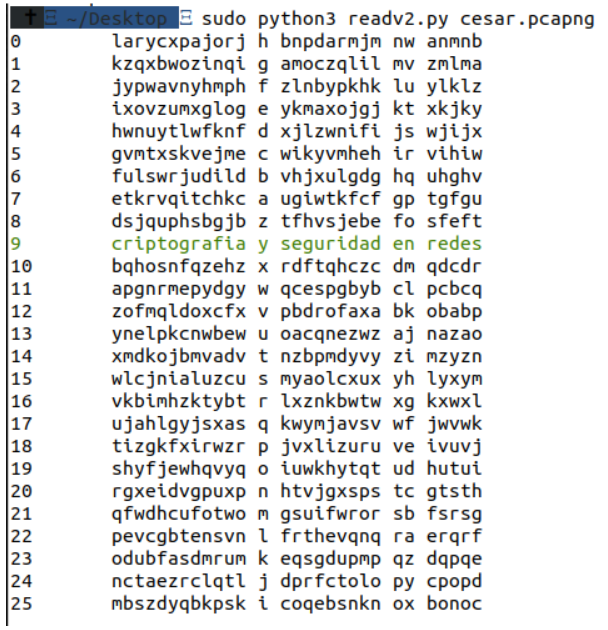 ✝ Ξ ~/Desktop Ξ sudo python3 readv2.py cesar.pcapng
0 larycxpajorj h bnpdarmjm nw anmnb
1 kzqxbwozinqi g amoczqlil mv zmlma
2 jypwavnyhmph f zlnbypkhk lu ylklz
3 ixovzumxglog e ykmaxojgj kt xkjky
4 hwnuytlwfknf d xjlzwnifi js wjijx
5 gvmtxskvejme c wikyvmheh ir vihiw
6 fulswrjudild b vhjxulgdg hq uhghv
7 etkrvqitchkc a ugiwtkfcf gp tgfgu
8 dsjquphsbgjb z tfhvsjebe fo sfeft
9 criptografia y seguridad en redes
10 bqhosnfqzehz x rdftqhczc dm qdcdr
11 apgnrmepydgy w qcespgbyb cl pcbcq
12 zofmqldoxcfx v pbdrofaxa bk obabp
13 ynelpkcnwbew u oacqnezwz aj nazao
14 xmdkojbmvadv t nzbpmdyvy zi mzyzn
15 wlcjnialuzcu s myaolcxux yh lyxym
16 vkbimhzktybt r lxznkbwtw xg kxwxl
17 ujahlgyjsxas q kwymjavsv wf jwvwk
18 tizgkfxirwzr p jvxlizuru ve ivuvj
19 shyfjewhqvyq o iuwkhytqt ud hutui
20 rgxeidvgpuxp n htvjgxsps tc gtsth
21 qfwdhcufotwo m gsuifwror sb fsrsg
22 pevcgbtensvn l frthevqnq ra erqrf
23 odubfasdmrum k eqsgdupmp qz dqpqe
24 nctaezrclqtl j dprfctolo py cpopd
25 mbszdyqbkpsk i coqebsnkn ox bonoc